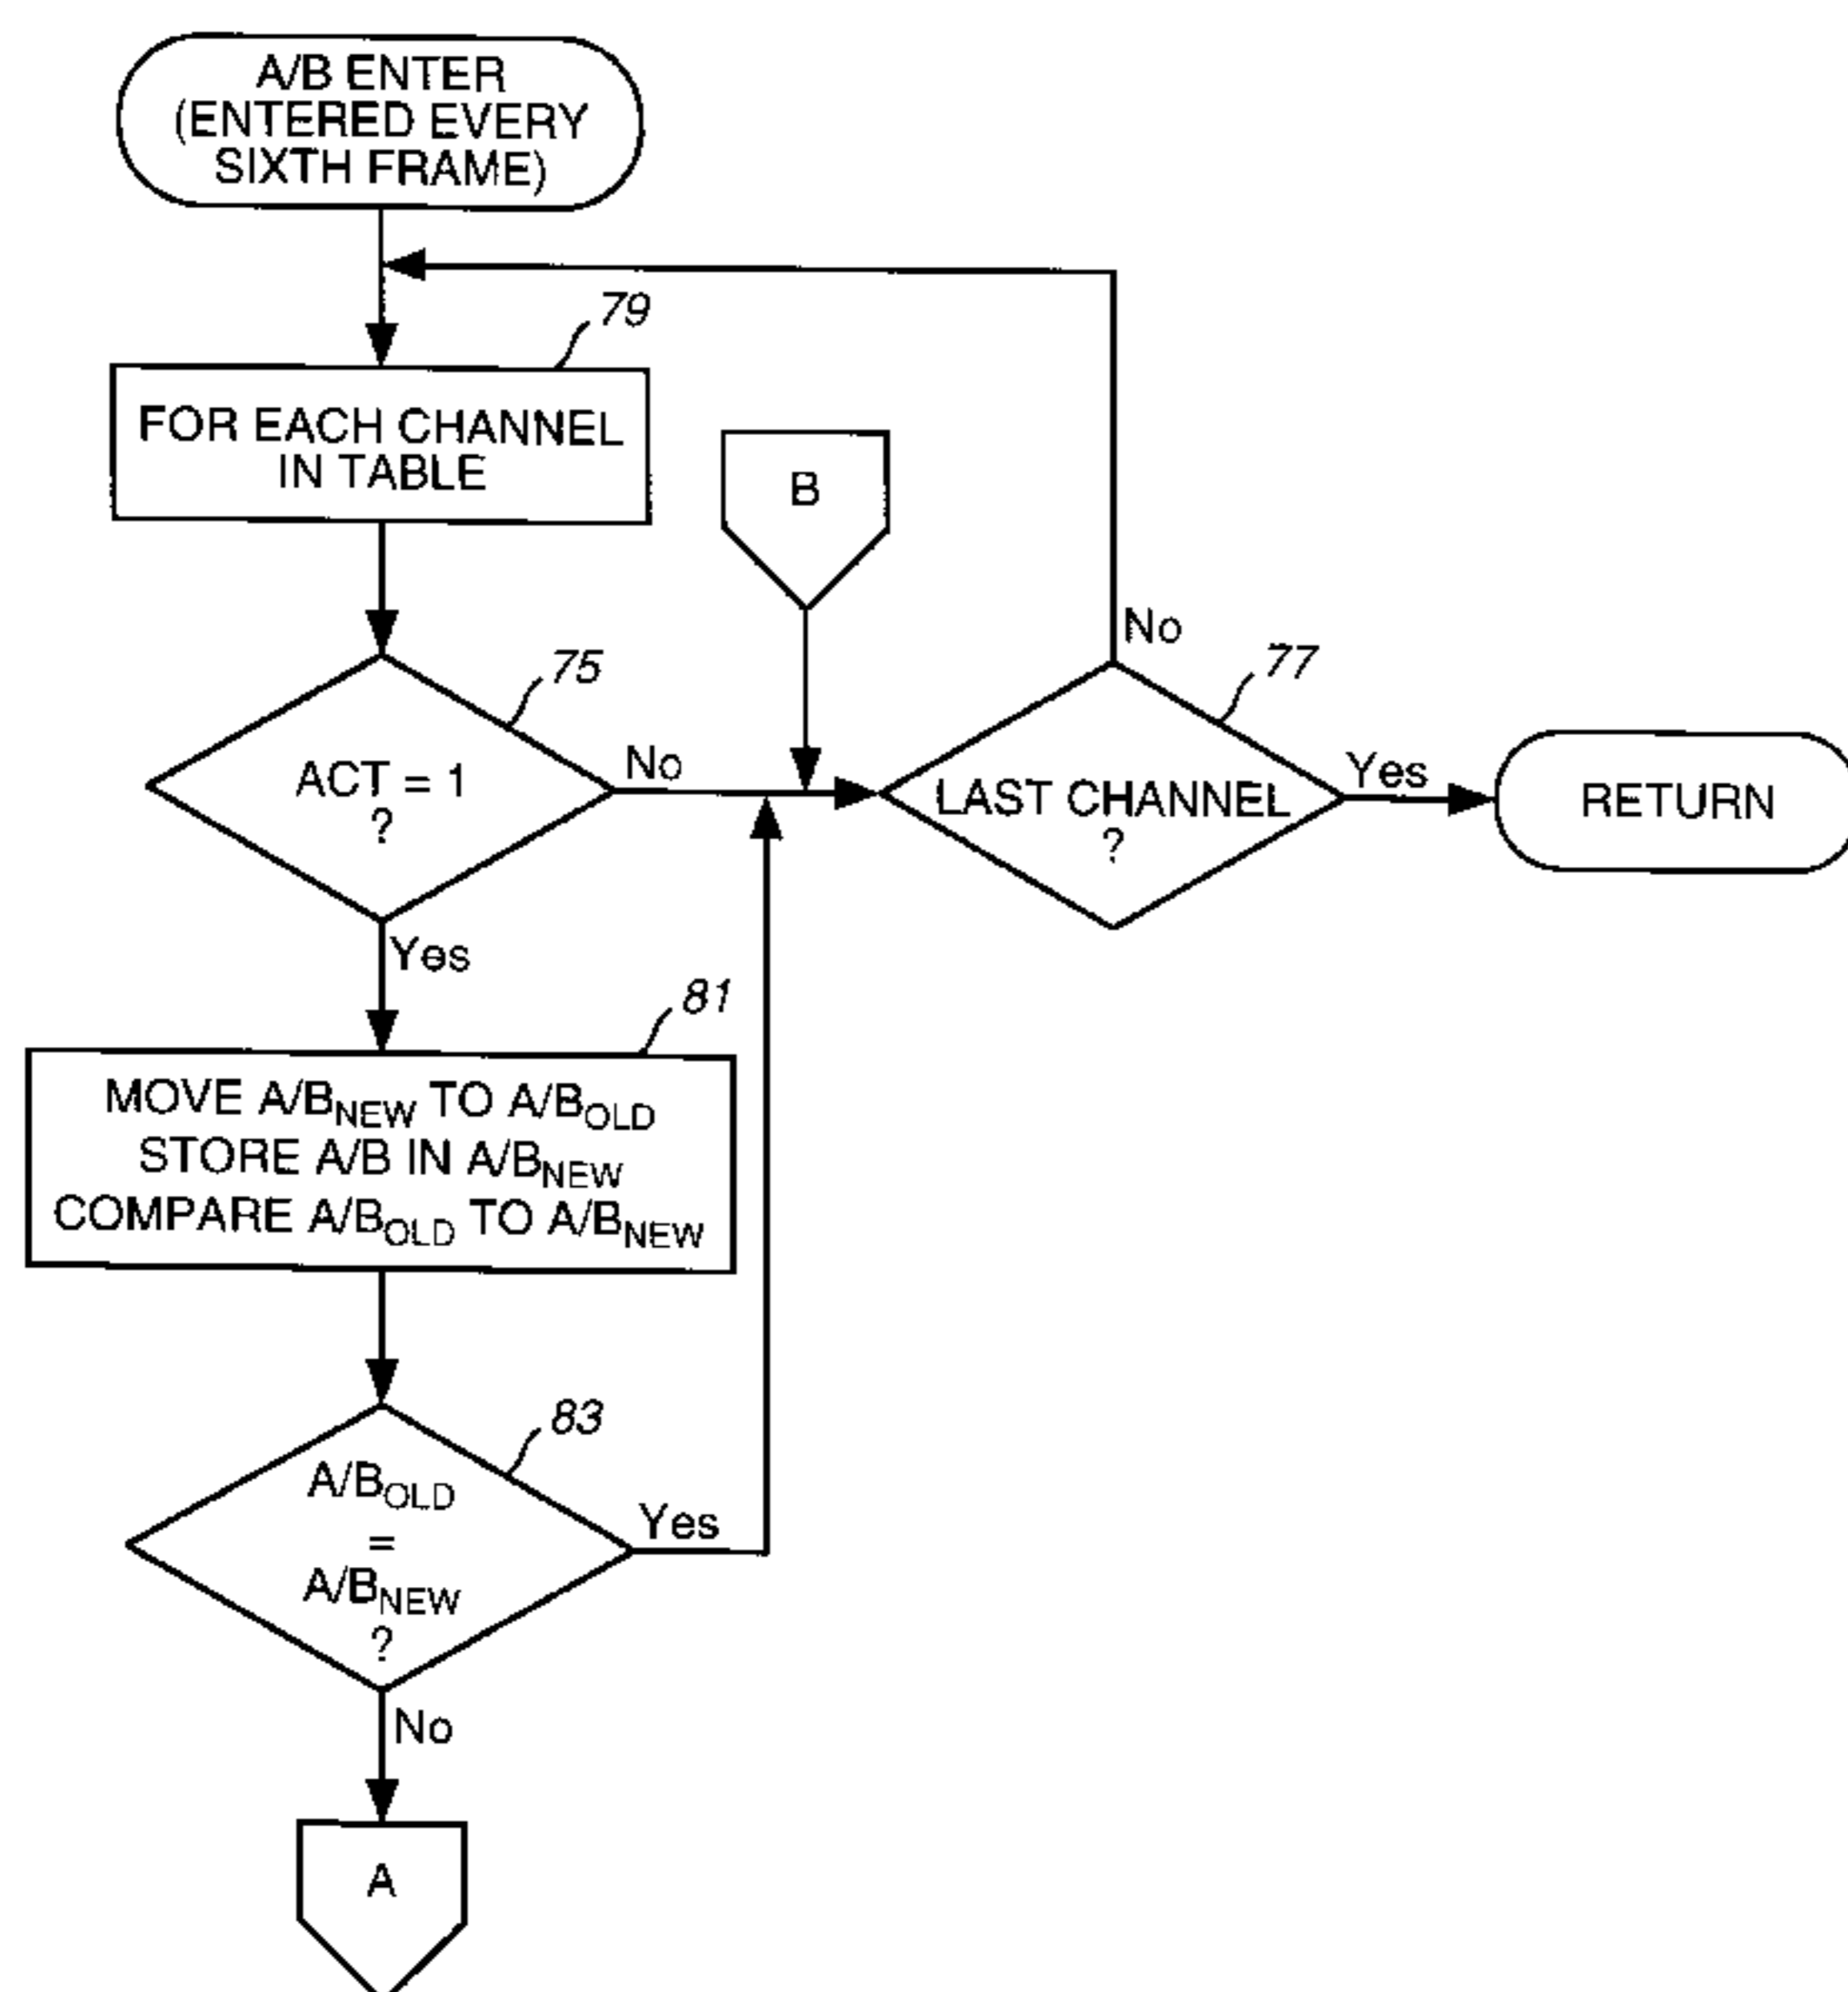 A/B ENTER
(ENTERED EVERY
SIXTH FRAME)
79
FOR EACH CHANNEL
IN TABLE
B
No
75
77
ACT = 1
?
No
LAST CHANNEL
?
Yes
RETURN
Yes
81
MOVE A/BNEW TO A/BOLD
STORE A/B IN A/BNEW
COMPARE A/BOLD TO A/BNEW
83
A/BOLD
=
A/BNEW
?
Yes
No
A